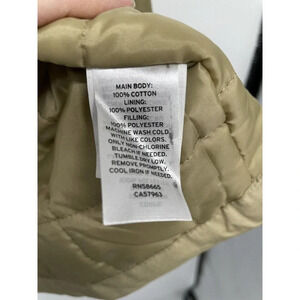 MAIN BODY:
100% COTTON
LINING:
100% POLYESTER
FILLING:
100% POLYESTER
MACHINE WASH COLD
WITH LIKE COLORS.
ONLY NON-CHLORINE
BLEACH IF NEEDED.
TUMBLE DRY LOW.
REMOVE PROMPTLY.
COOL IRON IF NEEDED.
RN58665
CA57963